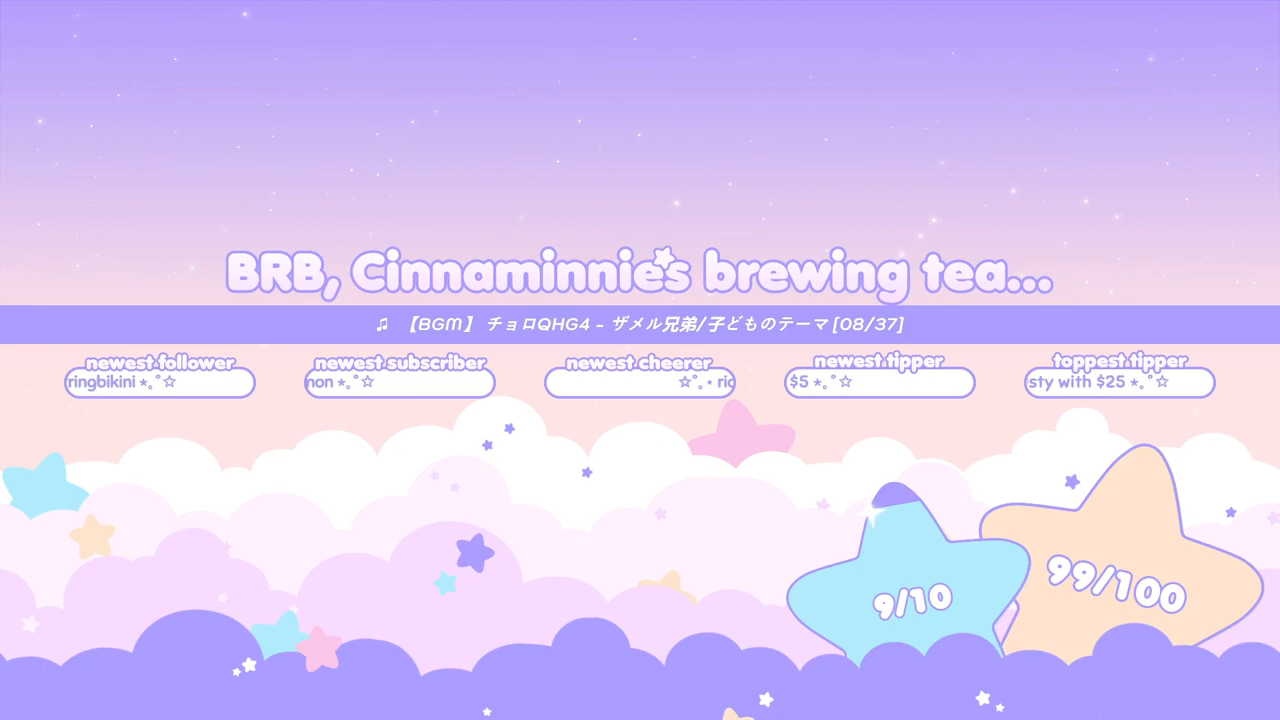 BRB, Cinnaminnie's brewing tea...
♫ 【BGM】 チョロQHG4 - ザメル兄弟/子どものテーマ [08/37]
newest follower
newest subscriber
newest cheerer
newest tipper
toppest tipper
ringbikini ⋆｡˚☆
non ⋆｡˚☆
☆˚｡⋆ ric
$5 ⋆｡˚☆
sty with $25 ⋆｡˚☆
9/10
99/100